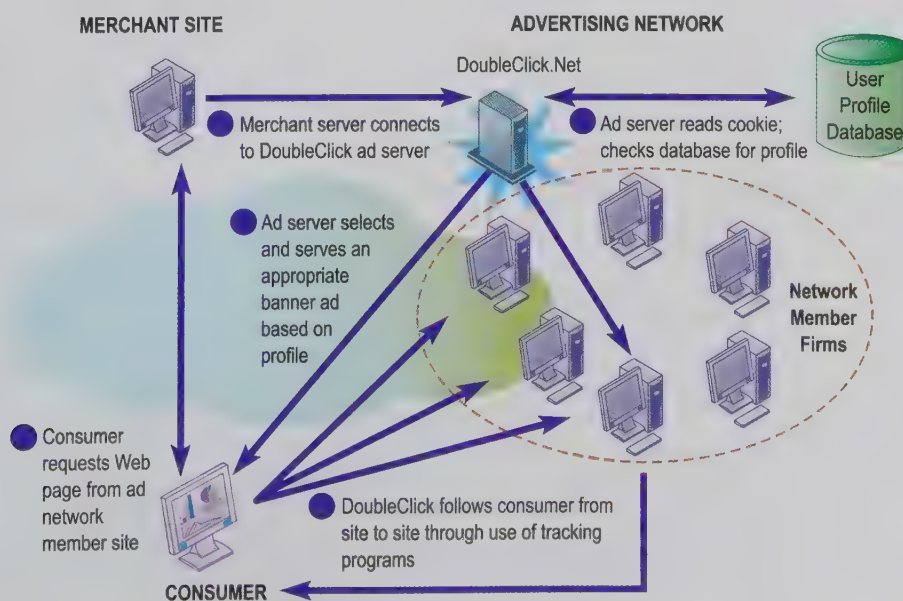 MERCHANT SITE
ADVERTISING NETWORK
DoubleClick.Net
User
Profile
Database
Merchant server connects
to DoubleClick ad server
Ad server reads cookie;
checks database for profile
Ad server selects
and serves an
appropriate
banner ad
based on
profile
Network
Member
Firms
Consumer
requests Web
page from ad
network
member site
DoubleClick follows consumer from
site to site through use of tracking
programs
CONSUMER